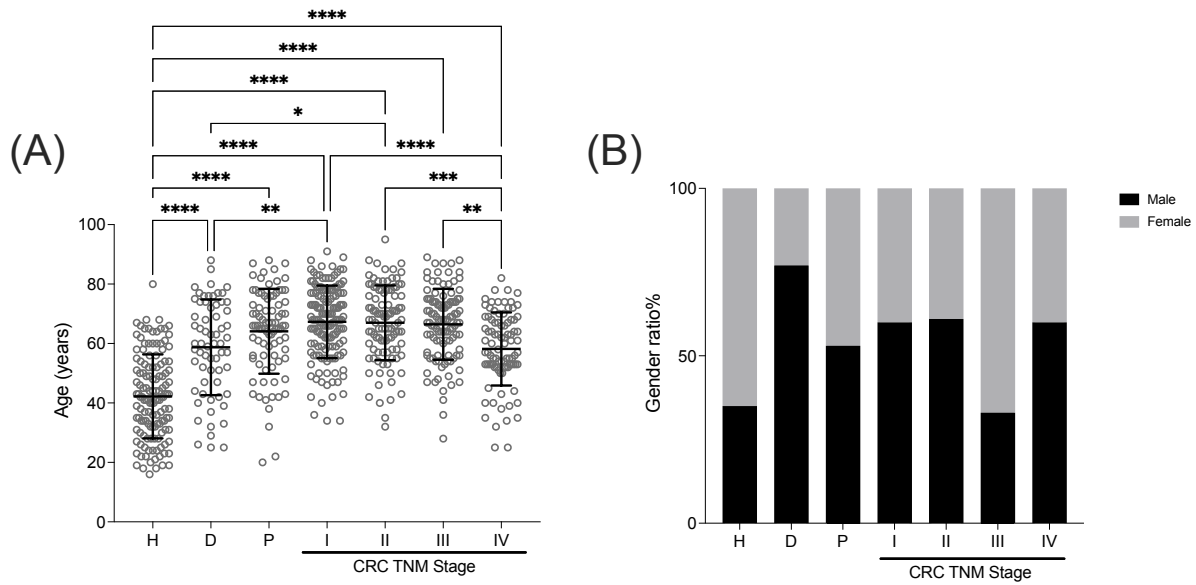 (A)
****
****
****
*
**** ****
**** ***
**** ** **
Age (years)
100
80
60
40
20
0
H D P I II III IV
CRC TNM Stage
(B)
Gender ratio%
100
50
0
H D P I II III IV
CRC TNM Stage
Male
Female